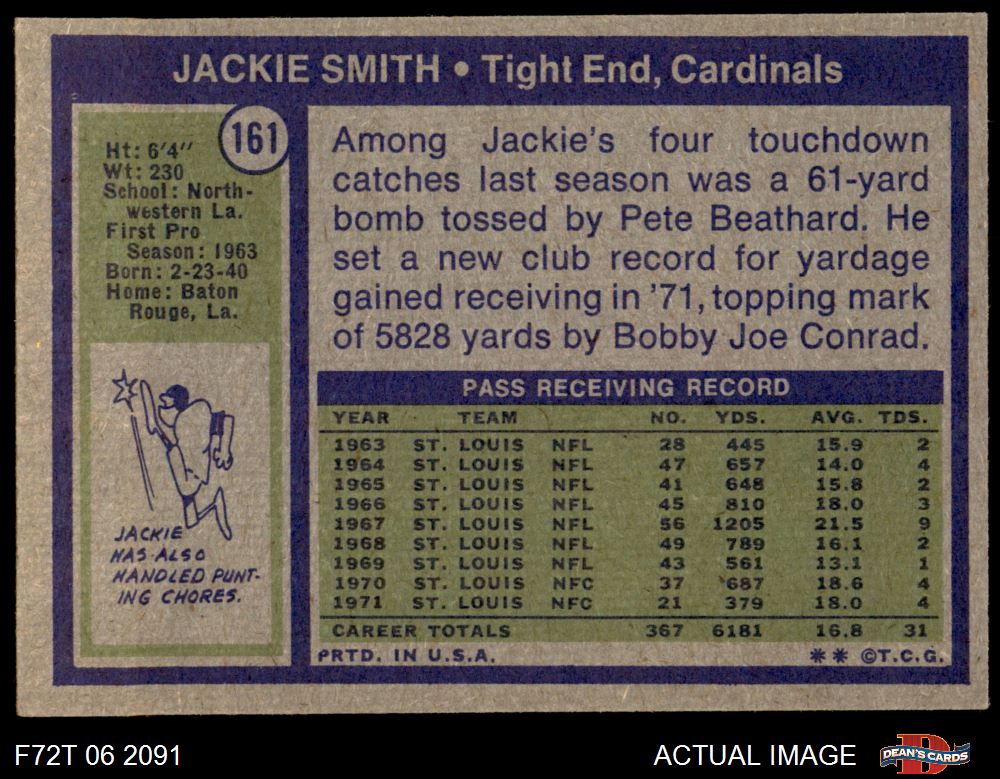 JACKIE SMITH • Tight End, Cardinals
161
Ht: 6'4"
Wt: 230
School: North-
western La.
First Pro
Season: 1963
Born: 2-23-40
Home: Baton
Rouge, La.
JACKIE
HAS ALSO
HANDLED PUNT-
ING CHORES.
Among Jackie's four touchdown
catches last season was a 61-yard
bomb tossed by Pete Beathard. He
set a new club record for yardage
gained receiving in '71, topping mark
of 5828 yards by Bobby Joe Conrad.
PASS RECEIVING RECORD
YEAR TEAM NO. YDS. AVG. TDS.
1963 ST. LOUIS NFL 28 445 15.9 2
1964 ST. LOUIS NFL 47 657 14.0 4
1965 ST. LOUIS NFL 41 648 15.8 2
1966 ST. LOUIS NFL 45 810 18.0 3
1967 ST. LOUIS NFL 56 1205 21.5 9
1968 ST. LOUIS NFL 49 789 16.1 2
1969 ST. LOUIS NFL 43 561 13.1 1
1970 ST. LOUIS NFC 37 687 18.6 4
1971 ST. LOUIS NFC 21 379 18.0 4
CAREER TOTALS 367 6181 16.8 31
PRTD. IN U.S.A. ** ©T.C.G.
F72T 06 2091 ACTUAL IMAGE DEAN'S CARDS